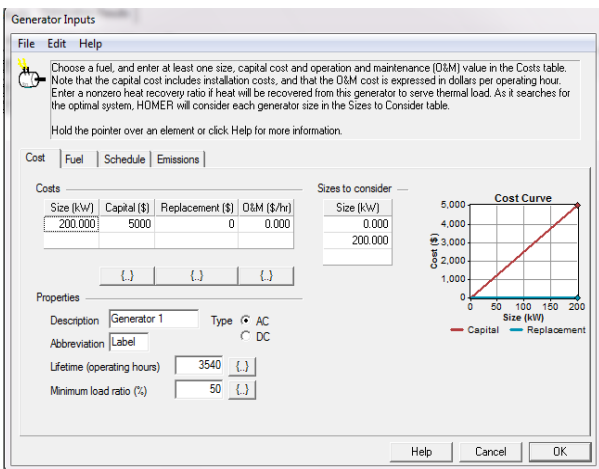 Generator Inputs
File Edit Help
Choose a fuel, and enter at least one size, capital cost and operation and maintenance (O&M) value in the Costs table.
Note that the capital cost includes installation costs, and that the O&M cost is expressed in dollars per operating hour.
Enter a nonzero heat recovery ratio if heat will be recovered from this generator to serve thermal load. As it searches for
the optimal system, HOMER will consider each generator size in the Sizes to Consider table.
Hold the pointer over an element or click Help for more information.
Cost Fuel Schedule Emissions
Costs
Size (kW) Capital ($) Replacement ($) O&M ($/hr)
200.000 5000 0 0.000
{..} {..} {..}
Sizes to consider
Size (kW)
0.000
200.000
Cost Curve
5,000
4,000
3,000
2,000
1,000
0
Cost ($)
0 50 100 150 200
Size (kW)
Capital Replacement
Properties
Description Generator 1 Type AC
DC
Abbreviation Label
Lifetime (operating hours) 3540 {..}
Minimum load ratio (%) 50 {..}
Help Cancel OK